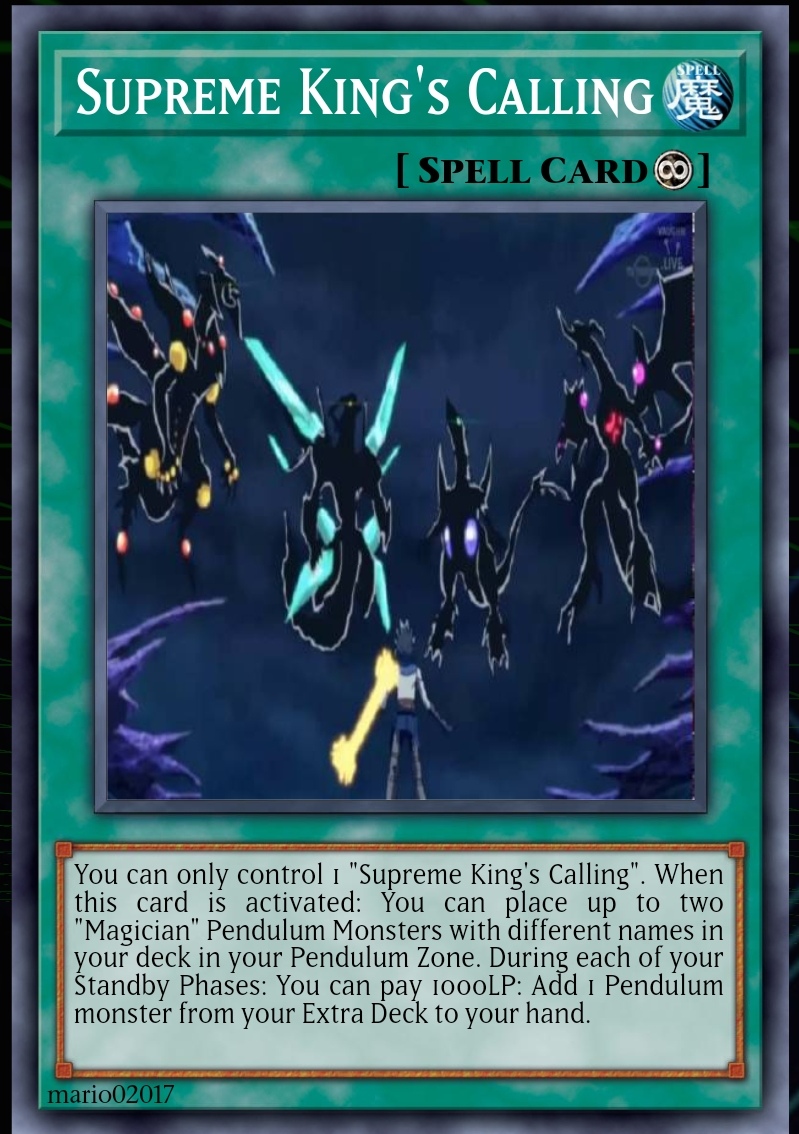 SUPREME KING'S CALLING
SPELL
魔
[ SPELL CARD ∞ ]
VAUGHN
LIVE
You can only control 1 "Supreme King's Calling". When
this card is activated: You can place up to two
"Magician" Pendulum Monsters with different names in
your deck in your Pendulum Zone. During each of your
Standby Phases: You can pay 1000LP: Add 1 Pendulum
monster from your Extra Deck to your hand.
mario02017